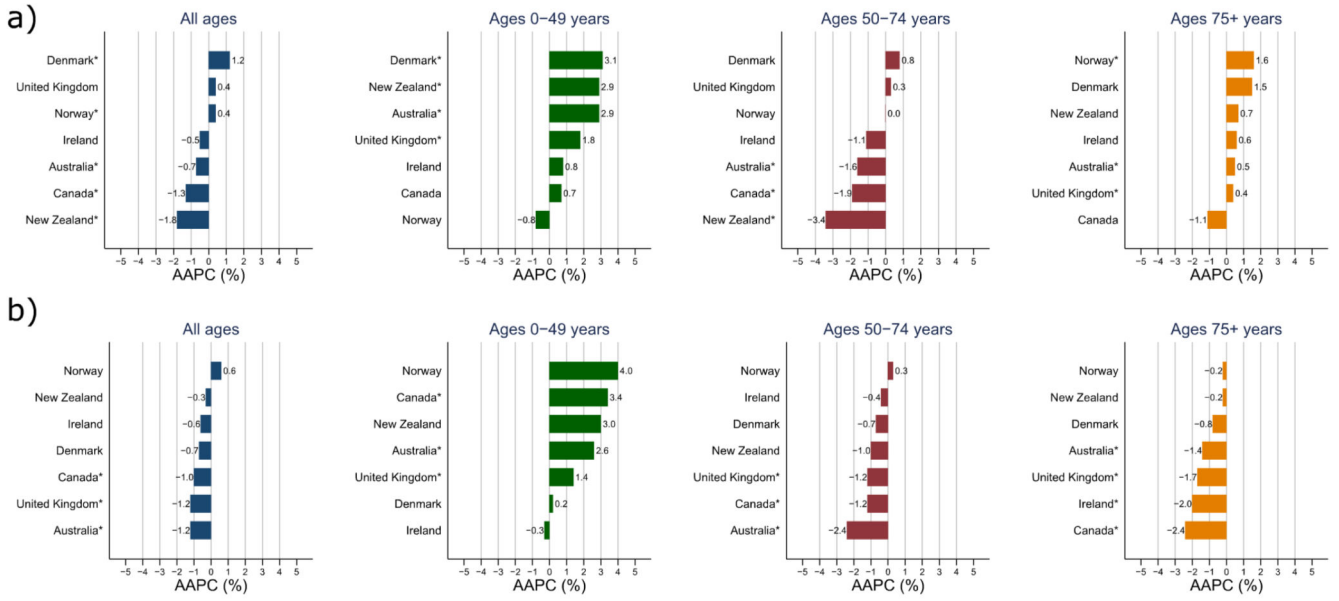 a)
All ages
Denmark* 1.2
United Kingdom 0.4
Norway* 0.4
Ireland −0.5
Australia* −0.7
Canada* −1.3
New Zealand* −1.8
−5 −4 −3 −2 −1 0 1 2 3 4 5
AAPC (%)
Ages 0−49 years
Denmark* 3.1
New Zealand* 2.9
Australia* 2.9
United Kingdom* 1.8
Ireland 0.8
Canada 0.7
Norway −0.8
−5 −4 −3 −2 −1 0 1 2 3 4 5
AAPC (%)
Ages 50−74 years
Denmark 0.8
United Kingdom 0.3
Norway 0.0
Ireland −1.1
Australia* −1.6
Canada* −1.9
New Zealand* −3.4
−5 −4 −3 −2 −1 0 1 2 3 4 5
AAPC (%)
Ages 75+ years
Norway* 1.6
Denmark 1.5
New Zealand 0.7
Ireland 0.6
Australia* 0.5
United Kingdom* 0.4
Canada −1.1
−5 −4 −3 −2 −1 0 1 2 3 4 5
AAPC (%)
b)
All ages
Norway 0.6
New Zealand −0.3
Ireland −0.6
Denmark −0.7
Canada* −1.0
United Kingdom* −1.2
Australia* −1.2
−5 −4 −3 −2 −1 0 1 2 3 4 5
AAPC (%)
Ages 0−49 years
Norway 4.0
Canada* 3.4
New Zealand 3.0
Australia* 2.6
United Kingdom* 1.4
Denmark 0.2
Ireland −0.3
−5 −4 −3 −2 −1 0 1 2 3 4 5
AAPC (%)
Ages 50−74 years
Norway 0.3
Ireland −0.4
Denmark −0.7
New Zealand −1.0
United Kingdom* −1.2
Canada* −1.2
Australia* −2.4
−5 −4 −3 −2 −1 0 1 2 3 4 5
AAPC (%)
Ages 75+ years
Norway −0.2
New Zealand −0.2
Denmark −0.8
Australia* −1.4
United Kingdom* −1.7
Ireland* −2.0
Canada* −2.4
−5 −4 −3 −2 −1 0 1 2 3 4 5
AAPC (%)